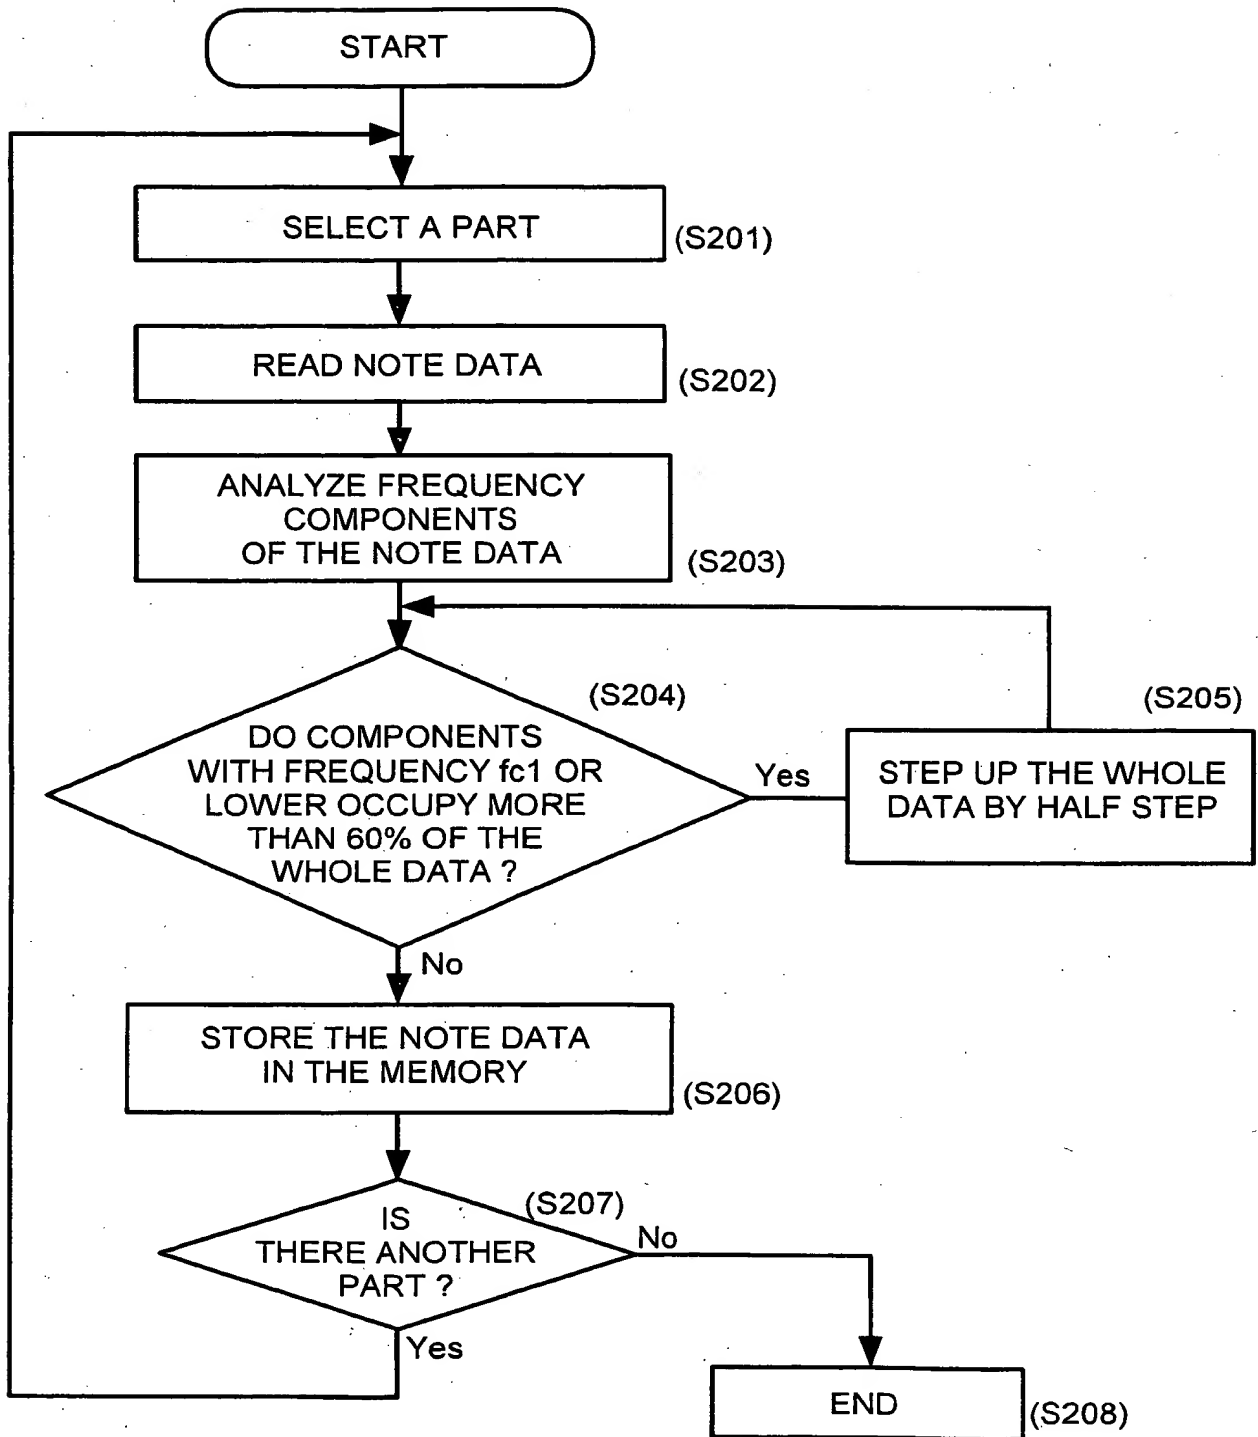 START
SELECT A PART
(S201)
READ NOTE DATA
(S202)
ANALYZE FREQUENCY
COMPONENTS
OF THE NOTE DATA
(S203)
(S204)
DO COMPONENTS
WITH FREQUENCY fc1 OR
LOWER OCCUPY MORE
THAN 60% OF THE
WHOLE DATA ?
Yes
(S205)
STEP UP THE WHOLE
DATA BY HALF STEP
No
STORE THE NOTE DATA
IN THE MEMORY
(S206)
(S207)
IS
THERE ANOTHER
PART ?
No
Yes
END
(S208)